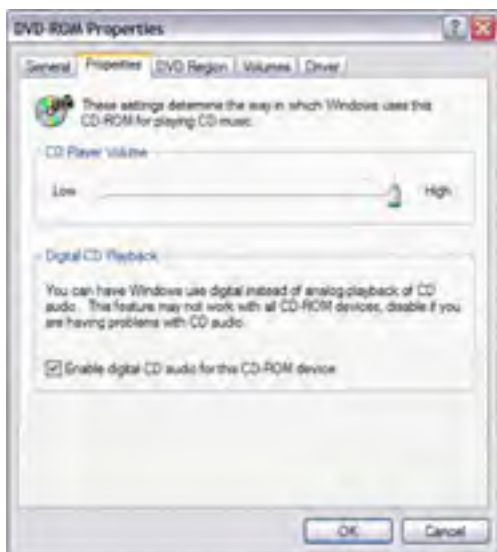 DVD-ROM Properties
General Properties DVD Region Volumes Driver
These settings determine the way in which Windows uses this
CD-ROM for playing CD music.
CD Player Volume
Low High
Digital CD Playback
You can have Windows use digital instead of analog playback of CD
audio. This feature may not work with all CD-ROM devices, disable if you
are having problems with CD audio.
Enable digital CD audio for this CD-ROM device
OK Cancel